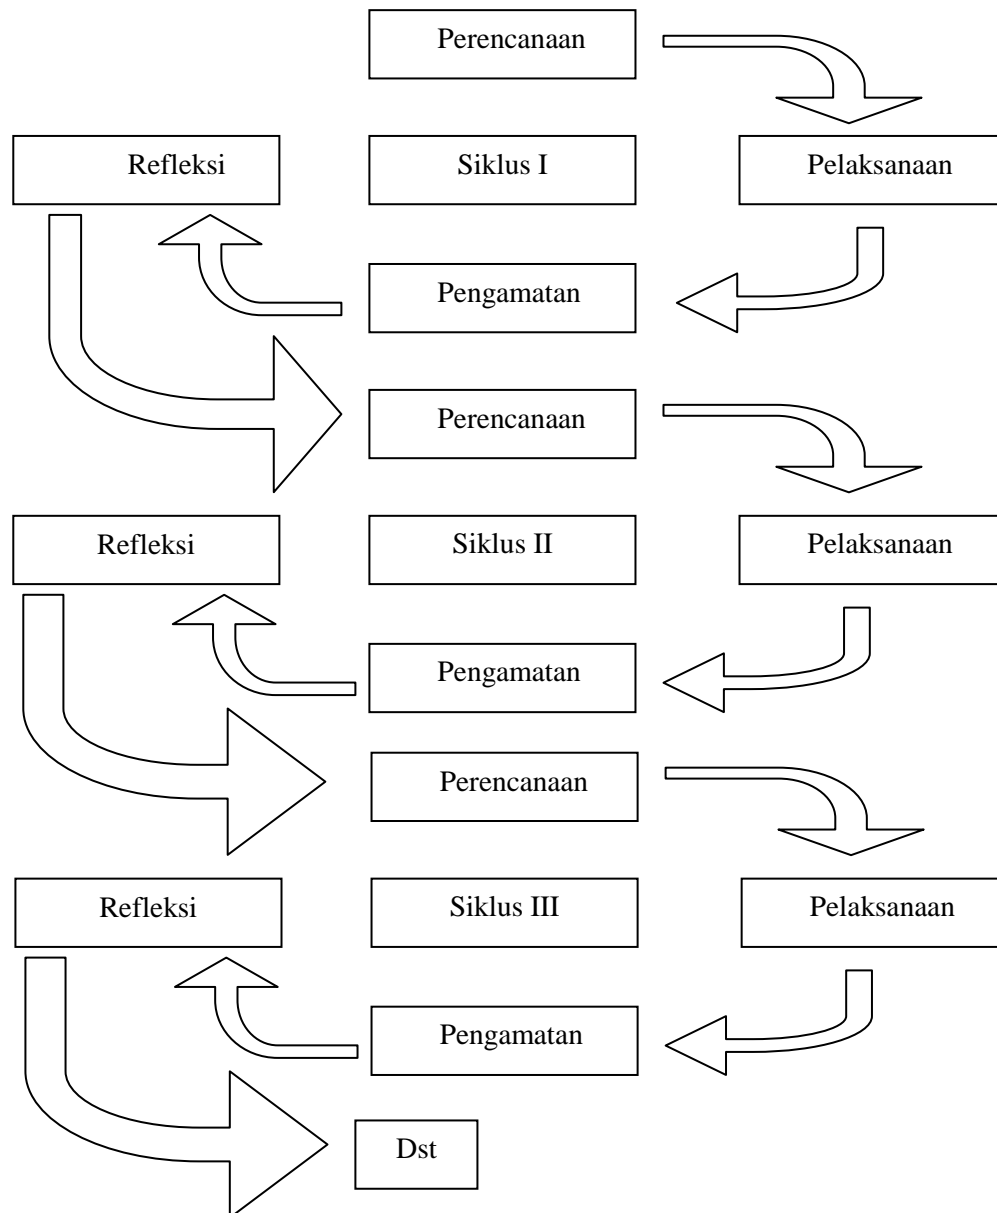 Perencanaan
Refleksi
Siklus I
Pelaksanaan
Pengamatan
Perencanaan
Refleksi
Siklus II
Pelaksanaan
Pengamatan
Perencanaan
Refleksi
Siklus III
Pelaksanaan
Pengamatan
Dst